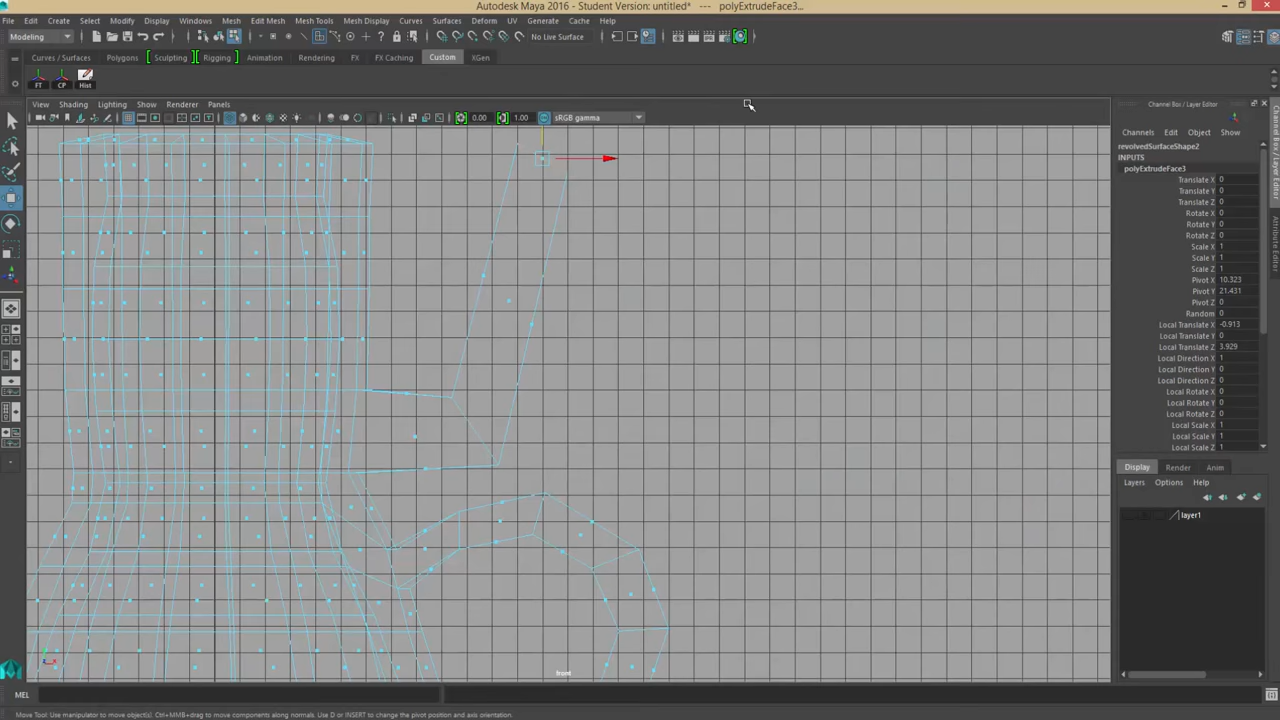 Autodesk Maya 2016 - Student Version: untitled* --- polyExtrudeFace3...
File Edit Create Select Modify Display Windows Mesh Edit Mesh Mesh Tools Mesh Display Curves Surfaces Deform UV Generate Cache Help
Modeling No Live Surface
Curves / Surfaces Polygons Sculpting Rigging Animation Rendering FX FX Caching Custom XGen
FT CP Hist
View Shading Lighting Show Renderer Panels
0.00 1.00 sRGB gamma
Channel Box / Layer Editor
Channels Edit Object Show
revolvedSurfaceShape2
INPUTS
polyExtrudeFace3
Translate X 0
Translate Y 0
Translate Z 0
Rotate X 0
Rotate Y 0
Rotate Z 0
Scale X 1
Scale Y 1
Scale Z 1
Pivot X 10.323
Pivot Y 21.431
Pivot Z 0
Random 0
Local Translate X -0.913
Local Translate Y 0
Local Translate Z 3.929
Local Direction X 1
Local Direction Y 0
Local Direction Z 0
Local Rotate X 0
Local Rotate Y 0
Local Rotate Z 0
Local Scale X 1
Local Scale Y 1
Local Scale Z 1
Display Render Anim
Layers Options Help
layer1
Channel Box / Layer Editor
Attribute Editor
front
MEL
Move Tool: Use manipulator to move object(s). Ctrl+MMB+drag to move components along normals. Use D or INSERT to change the pivot position and axis orientation.